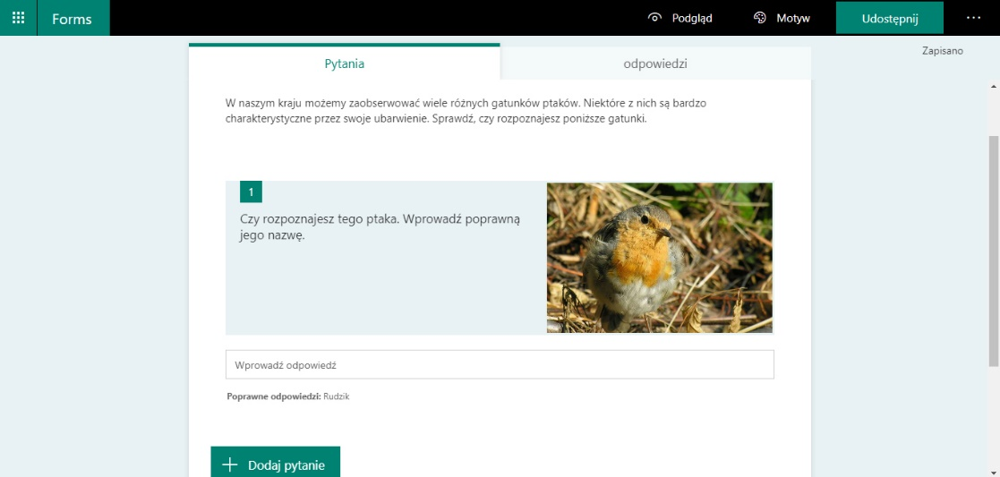 Forms
Podgląd
Motyw
Udostępnij
Zapisano
Pytania
odpowiedzi
W naszym kraju możemy zaobserwować wiele różnych gatunków ptaków. Niektóre z nich są bardzo
charakterystyczne przez swoje ubarwienie. Sprawdź, czy rozpoznajesz poniższe gatunki.
1
Czy rozpoznajesz tego ptaka. Wprowadź poprawną
jego nazwę.
Wprowadź odpowiedź
Poprawne odpowiedzi: Rudzik
Dodaj pytanie